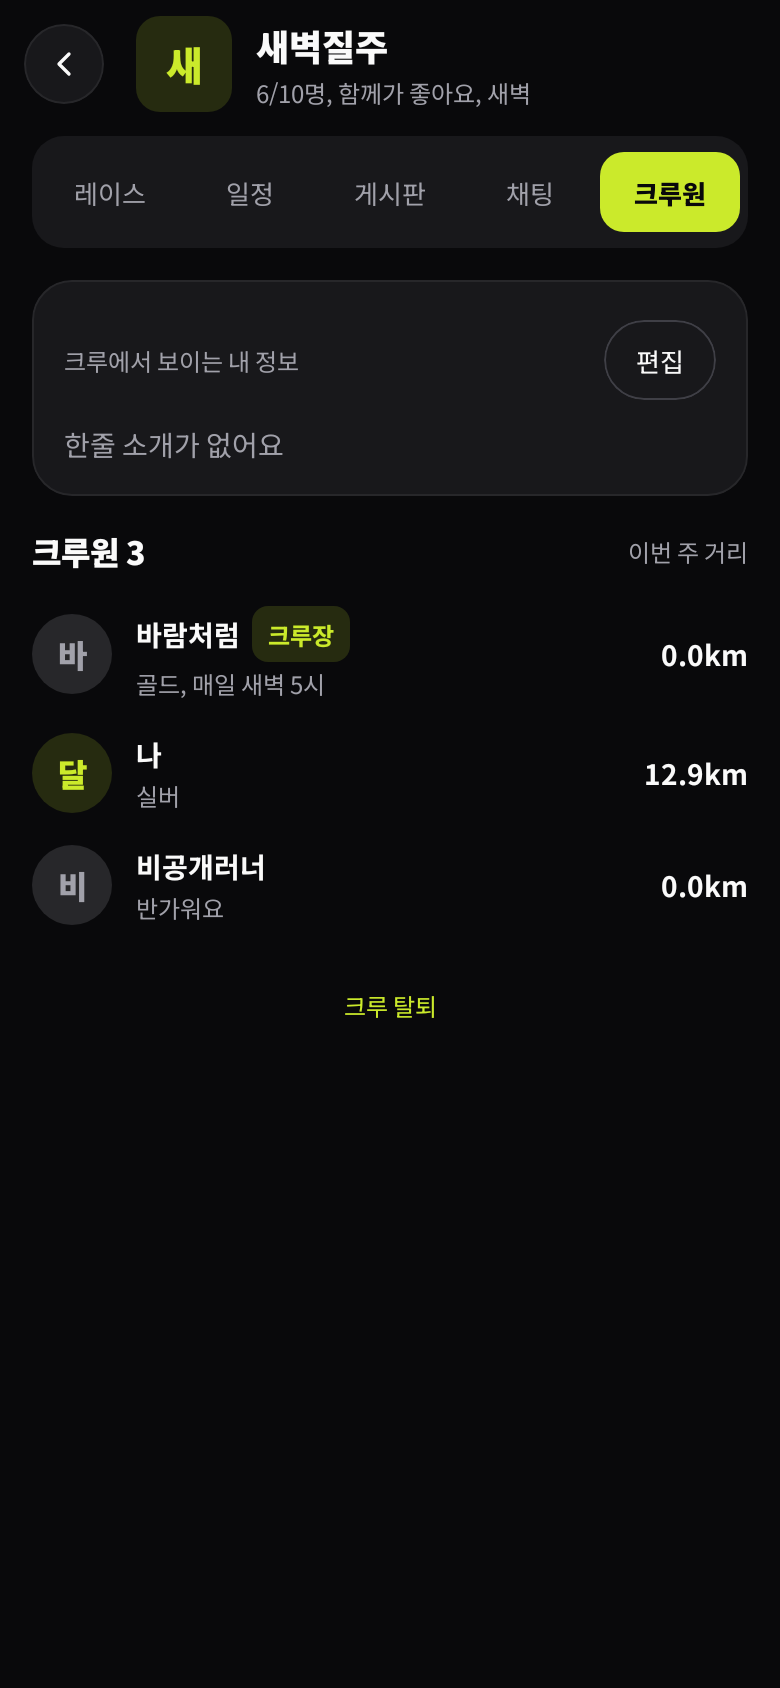 새
새벽질주
6/10명, 함께가 좋아요, 새벽
레이스 일정 게시판 채팅 크루원
크루에서 보이는 내 정보 편집
한줄 소개가 없어요
크루원 3 이번 주 거리
바 바람처럼 크루장 0.0km
골드, 매일 새벽 5시
달 나 12.9km
실버
비 비공개러너 0.0km
반가워요
크루 탈퇴